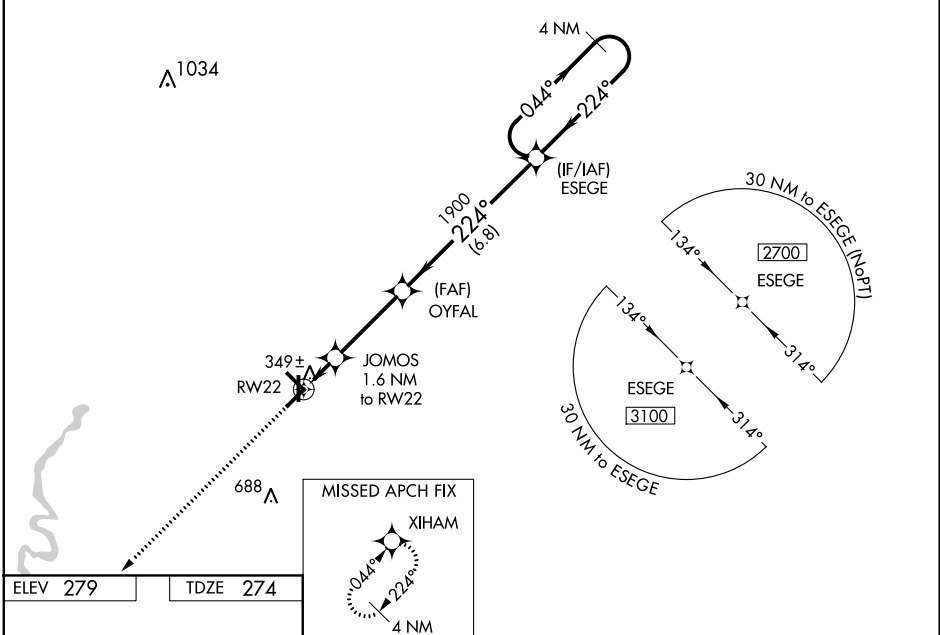 4 NM
1034
044°
224°
(IF/IAF)
ESEGE
1900
224°
(6.8)
30 NM to ESEGE (NoPT)
134°
2700
ESEGE
314°
(FAF)
OYFAL
134°
ESEGE
3100
314°
30 NM to ESEGE
349±
JOMOS
1.6 NM
to RW22
RW22
688
MISSED APCH FIX
XIHAM
044°
224°
4 NM
ELEV 279
TDZE 274